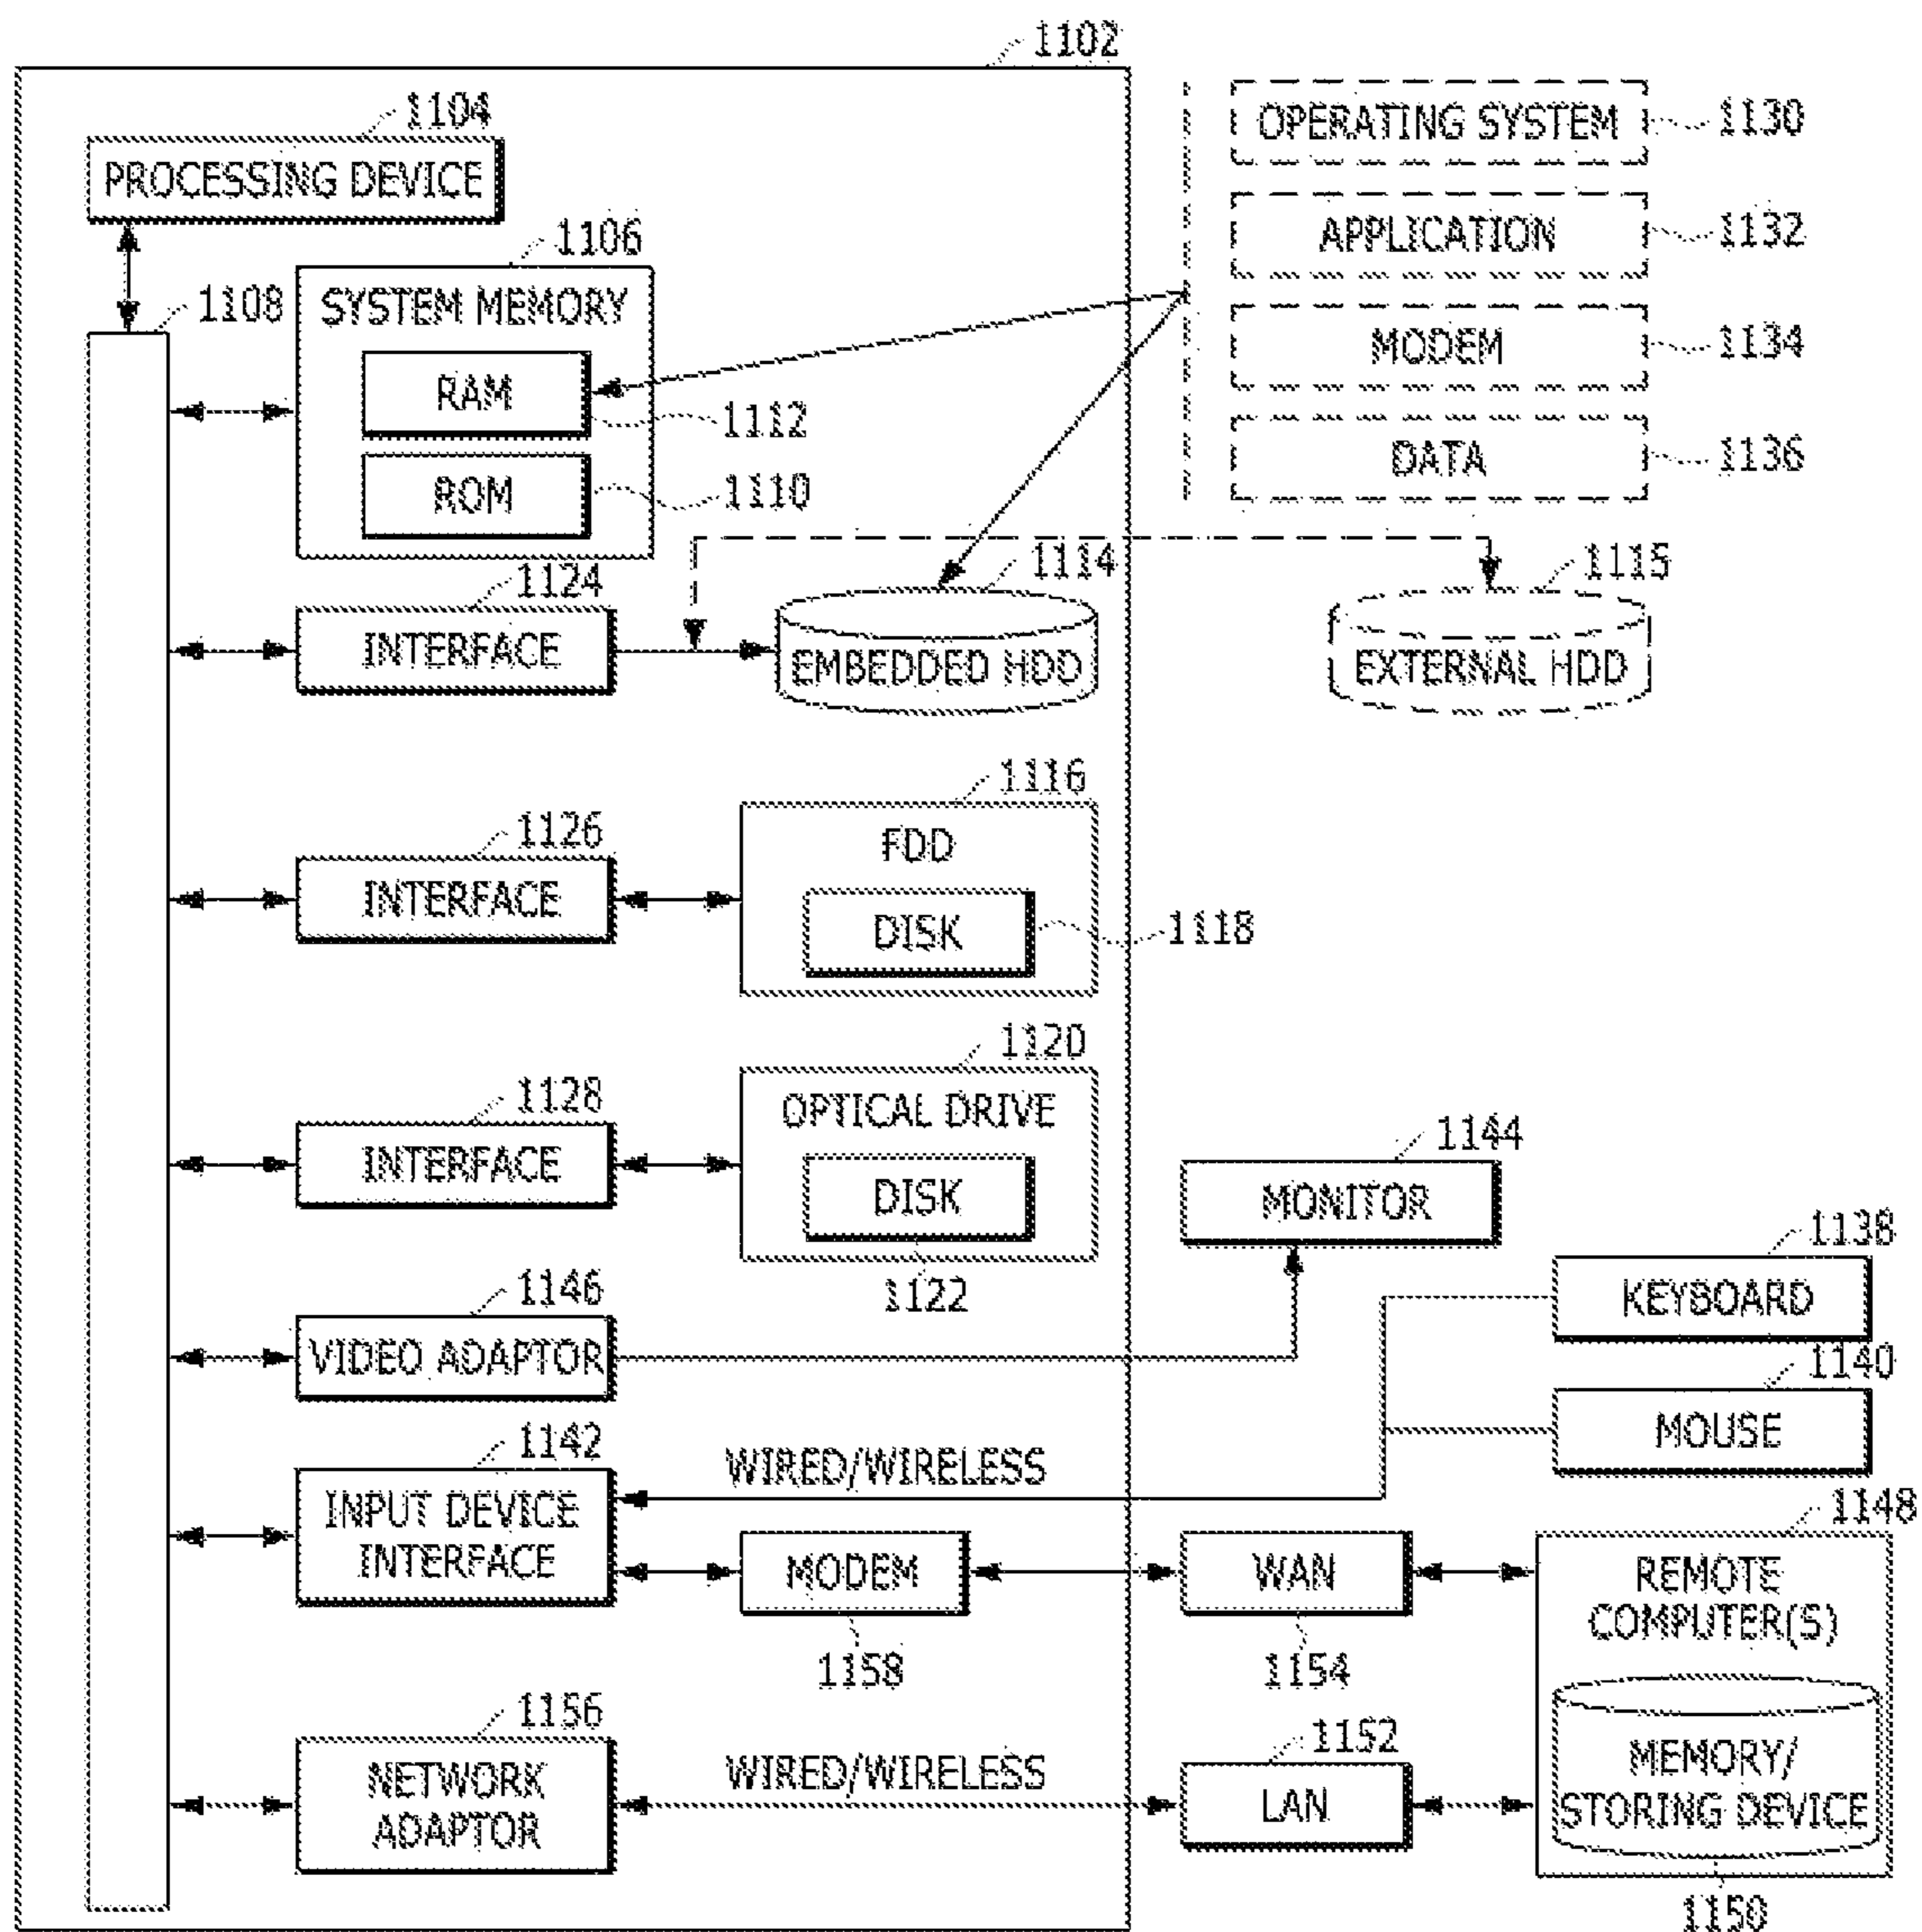 1102
1104
PROCESSING DEVICE
OPERATING SYSTEM
1130
APPLICATION
1132
MODEM
1134
DATA
1136
1106
SYSTEM MEMORY
1108
RAM
1112
ROM
1110
1124
INTERFACE
1114
EMBEDDED HDD
1115
EXTERNAL HDD
1116
FDD
1126
INTERFACE
DISK
1118
1120
OPTICAL DRIVE
1128
INTERFACE
DISK
1122
1144
MONITOR
1138
KEYBOARD
1146
VIDEO ADAPTOR
1140
MOUSE
1142
INPUT DEVICE
INTERFACE
WIRED/WIRELESS
MODEM
1158
WAN
1154
1148
REMOTE
COMPUTER(S)
MEMORY/
STORING DEVICE
1150
1156
NETWORK
ADAPTOR
WIRED/WIRELESS
1152
LAN